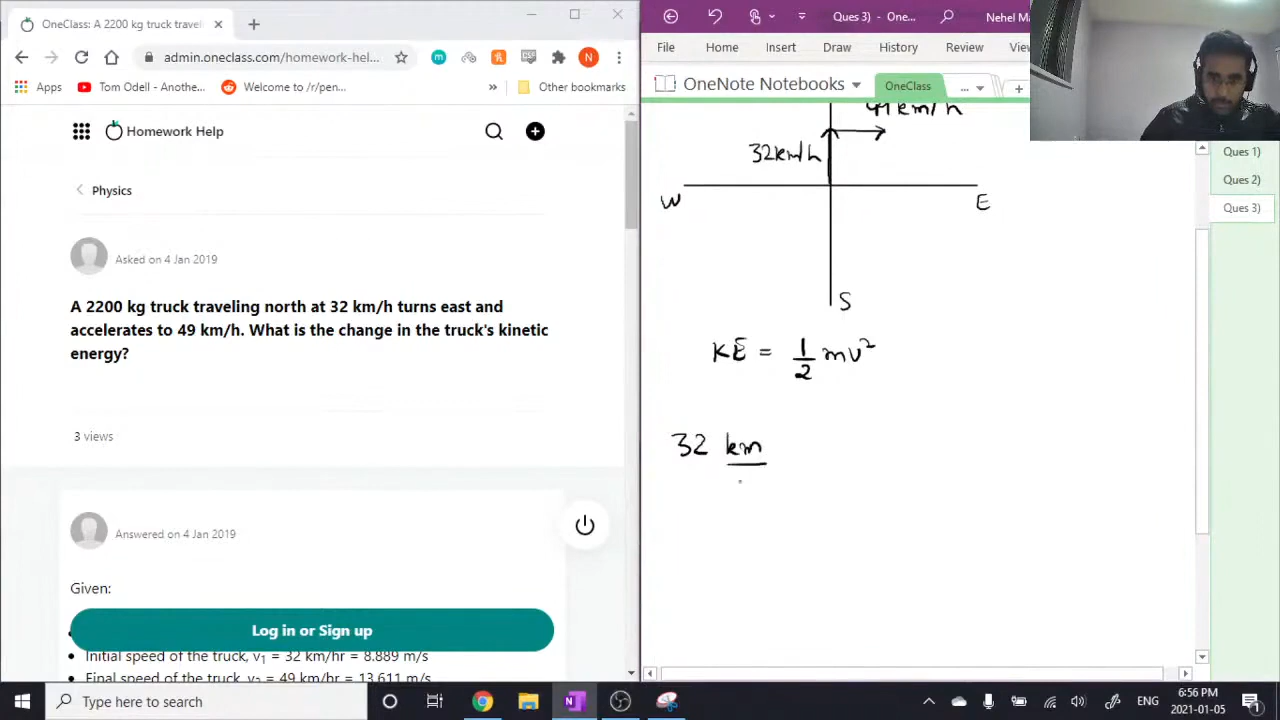 OneClass: A 2200 kg truck travel
admin.oneclass.com/homework-hel...
Apps
Tom Odell - Anothe...
Welcome to /r/pen...
»
Other bookmarks
Homework Help
Physics
Asked on 4 Jan 2019
A 2200 kg truck traveling north at 32 km/h turns east and
accelerates to 49 km/h. What is the change in the truck's kinetic
energy?
3 views
Answered on 4 Jan 2019
Given:
Log in or Sign up
Initial speed of the truck, v1 = 32 km/hr = 8.889 m/s
Final speed of the truck, v2 = 49 km/hr = 13.611 m/s
Ques 3) - One...
Nehel Ma
File Home Insert Draw History Review Vie
OneNote Notebooks
OneClass
...
Ques 1)
Ques 2)
Ques 3)
49 km/h
32km/h
W
E
S
KE = 1/2 mv²
32 km
Type here to search
ENG
6:56 PM
2021-01-05